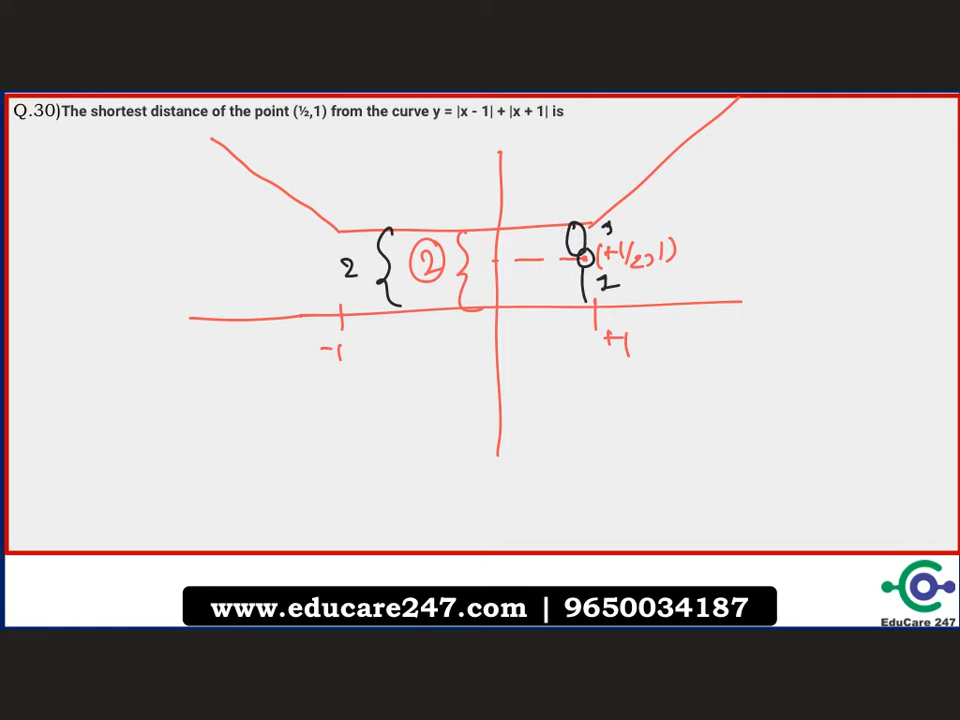 Q.30)The shortest distance of the point (½,1) from the curve y = |x - 1| + |x + 1| is
2
2
(+1/2,1)
1
-1
+1
www.educare247.com | 9650034187
EduCare 247